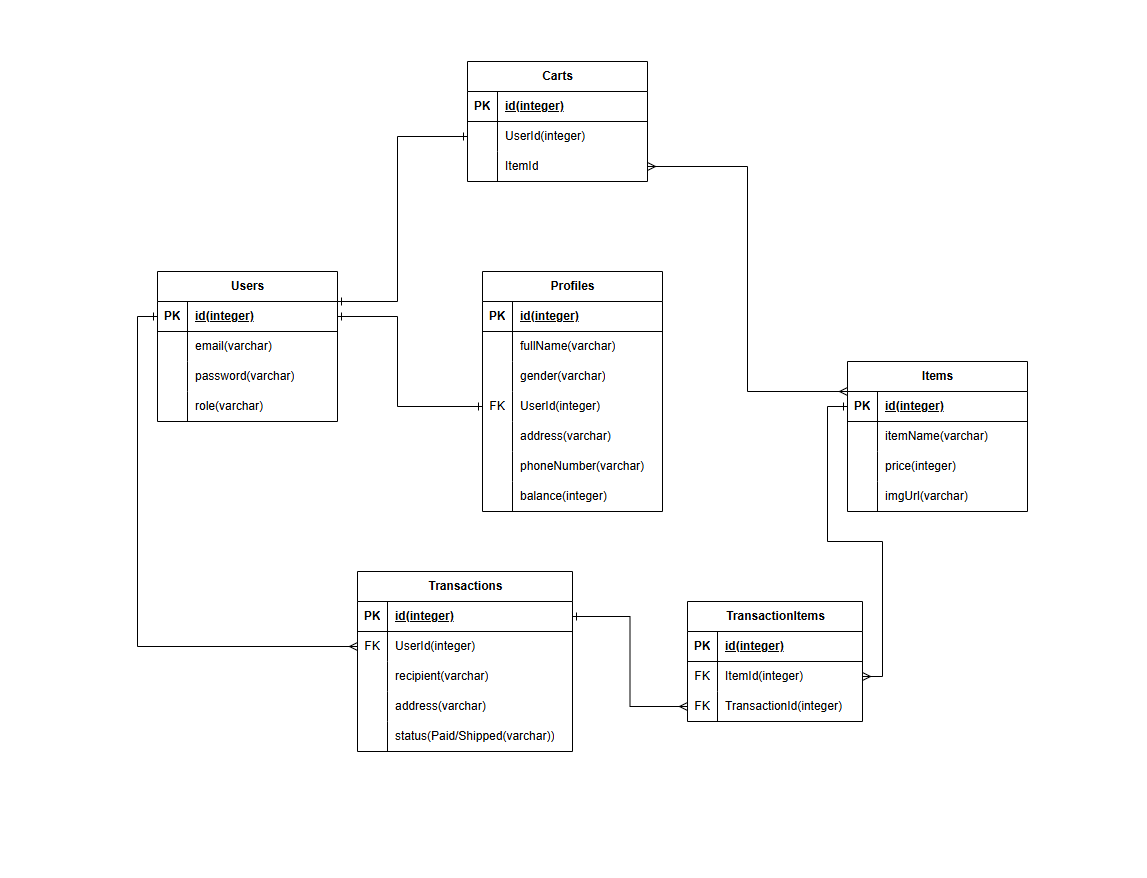 Carts
PK id(integer)
UserId(integer)
ItemId
Users
PK id(integer)
email(varchar)
password(varchar)
role(varchar)
Profiles
PK id(integer)
fullName(varchar)
gender(varchar)
FK UserId(integer)
address(varchar)
phoneNumber(varchar)
balance(integer)
Items
PK id(integer)
itemName(varchar)
price(integer)
imgUrl(varchar)
Transactions
PK id(integer)
FK UserId(integer)
recipient(varchar)
address(varchar)
status(Paid/Shipped(varchar))
TransactionItems
PK id(integer)
FK ItemId(integer)
FK TransactionId(integer)